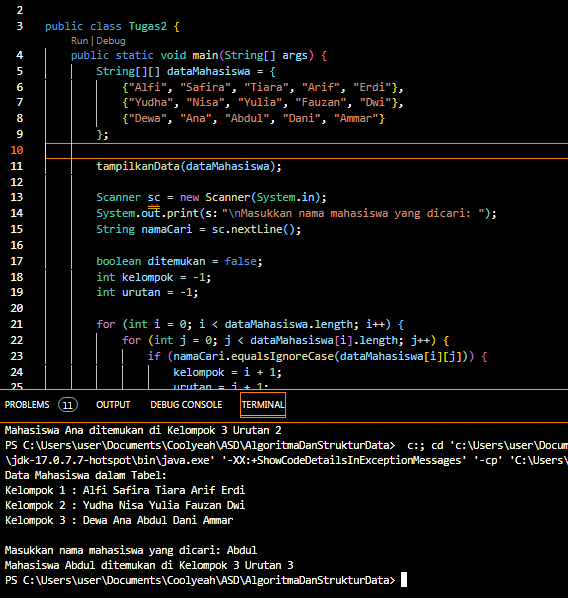 2
3 public class Tugas2 {
Run | Debug
4 public static void main(String[] args) {
5 String[][] dataMahasiswa = {
6 {"Alfi", "Safira", "Tiara", "Arif", "Erdi"},
7 {"Yudha", "Nisa", "Yulia", "Fauzan", "Dwi"},
8 {"Dewa", "Ana", "Abdul", "Dani", "Ammar"}
9 };
10
11 tampilkanData(dataMahasiswa);
12
13 Scanner sc = new Scanner(System.in);
14 System.out.print(s:"\nMasukkan nama mahasiswa yang dicari: ");
15 String namaCari = sc.nextLine();
16
17 boolean ditemukan = false;
18 int kelompok = -1;
19 int urutan = -1;
20
21 for (int i = 0; i < dataMahasiswa.length; i++) {
22 for (int j = 0; j < dataMahasiswa[i].length; j++) {
23 if (namaCari.equalsIgnoreCase(dataMahasiswa[i][j])) {
24 kelompok = i + 1;
25 urutan = j + 1;
PROBLEMS 11 OUTPUT DEBUG CONSOLE TERMINAL
Mahasiswa Ana ditemukan di Kelompok 3 Urutan 2
PS C:\Users\user\Documents\Coolyeah\ASD\AlgoritmaDanStrukturData> c:; cd 'c:\Users\user\Docum
\jdk-17.0.7.7-hotspot\bin\java.exe' '-XX:+ShowCodeDetailsInExceptionMessages' '-cp' 'C:\Users\
Data Mahasiswa dalam Tabel:
Kelompok 1 : Alfi Safira Tiara Arif Erdi
Kelompok 2 : Yudha Nisa Yulia Fauzan Dwi
Kelompok 3 : Dewa Ana Abdul Dani Ammar
Masukkan nama mahasiswa yang dicari: Abdul
Mahasiswa Abdul ditemukan di Kelompok 3 Urutan 3
PS C:\Users\user\Documents\Coolyeah\ASD\AlgoritmaDanStrukturData>